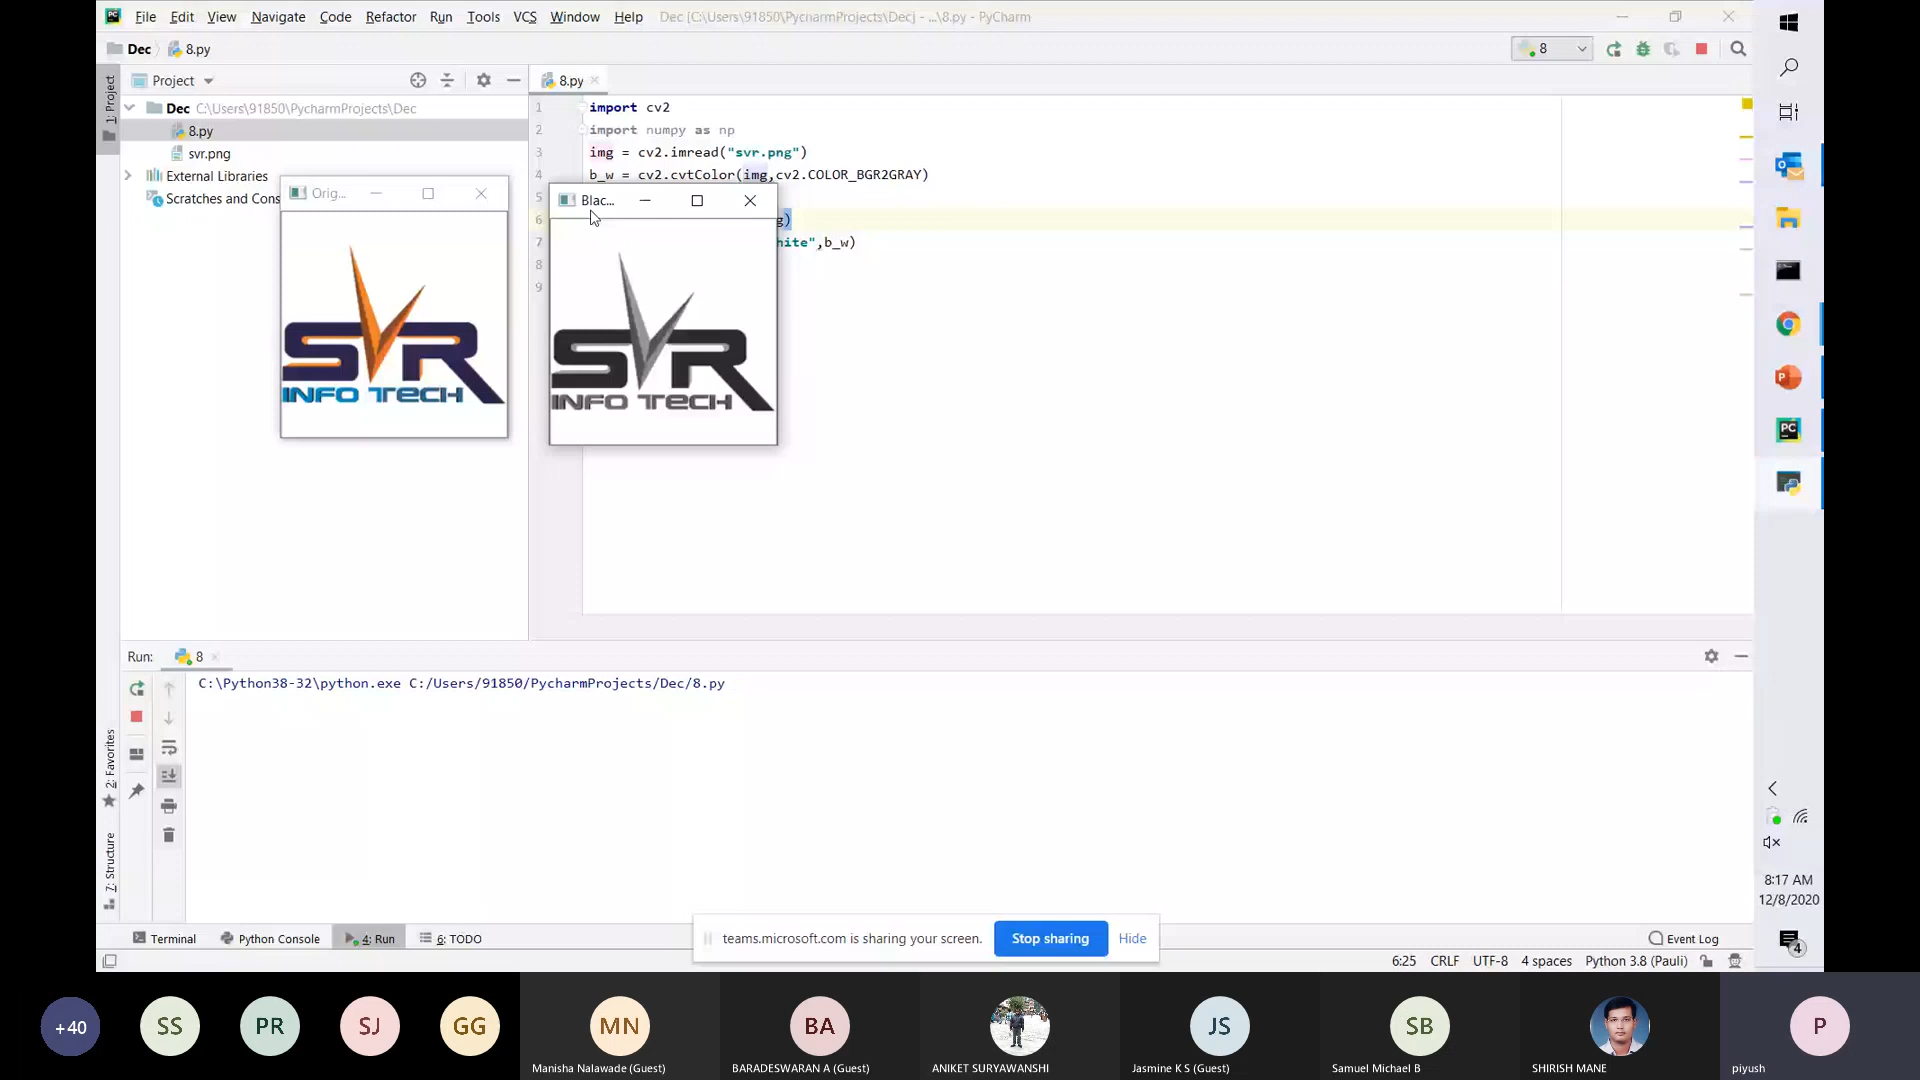 File Edit View Navigate Code Refactor Run Tools VCS Window Help Dec [C:\Users\91850\PycharmProjects\Dec] - ...\8.py - PyCharm
Dec 8.py
8
1: Project
Project
8.py
Dec C:\Users\91850\PycharmProjects\Dec
8.py
svr.png
External Libraries
Scratches and Cons
1 import cv2
2 import numpy as np
3 img = cv2.imread("svr.png")
4 b_w = cv2.cvtColor(img,cv2.COLOR_BGR2GRAY)
5
6 g)
7 hite",b_w)
8
9
Orig...
SVR
INFO TECH
Blac...
SVR
INFO TECH
Run: 8
C:\Python38-32\python.exe C:/Users/91850/PycharmProjects/Dec/8.py
2: Favorites
7: Structure
Terminal Python Console 4: Run 6: TODO
teams.microsoft.com is sharing your screen. Stop sharing Hide
Event Log
6:25 CRLF UTF-8 4 spaces Python 3.8 (Pauli)
PC
8:17 AM
12/8/2020
4
+40 SS PR SJ GG MN BA JS SB P
Manisha Nalawade (Guest) BARADESWARAN A (Guest) ANIKET SURYAWANSHI Jasmine K S (Guest) Samuel Michael B SHIRISH MANE piyush